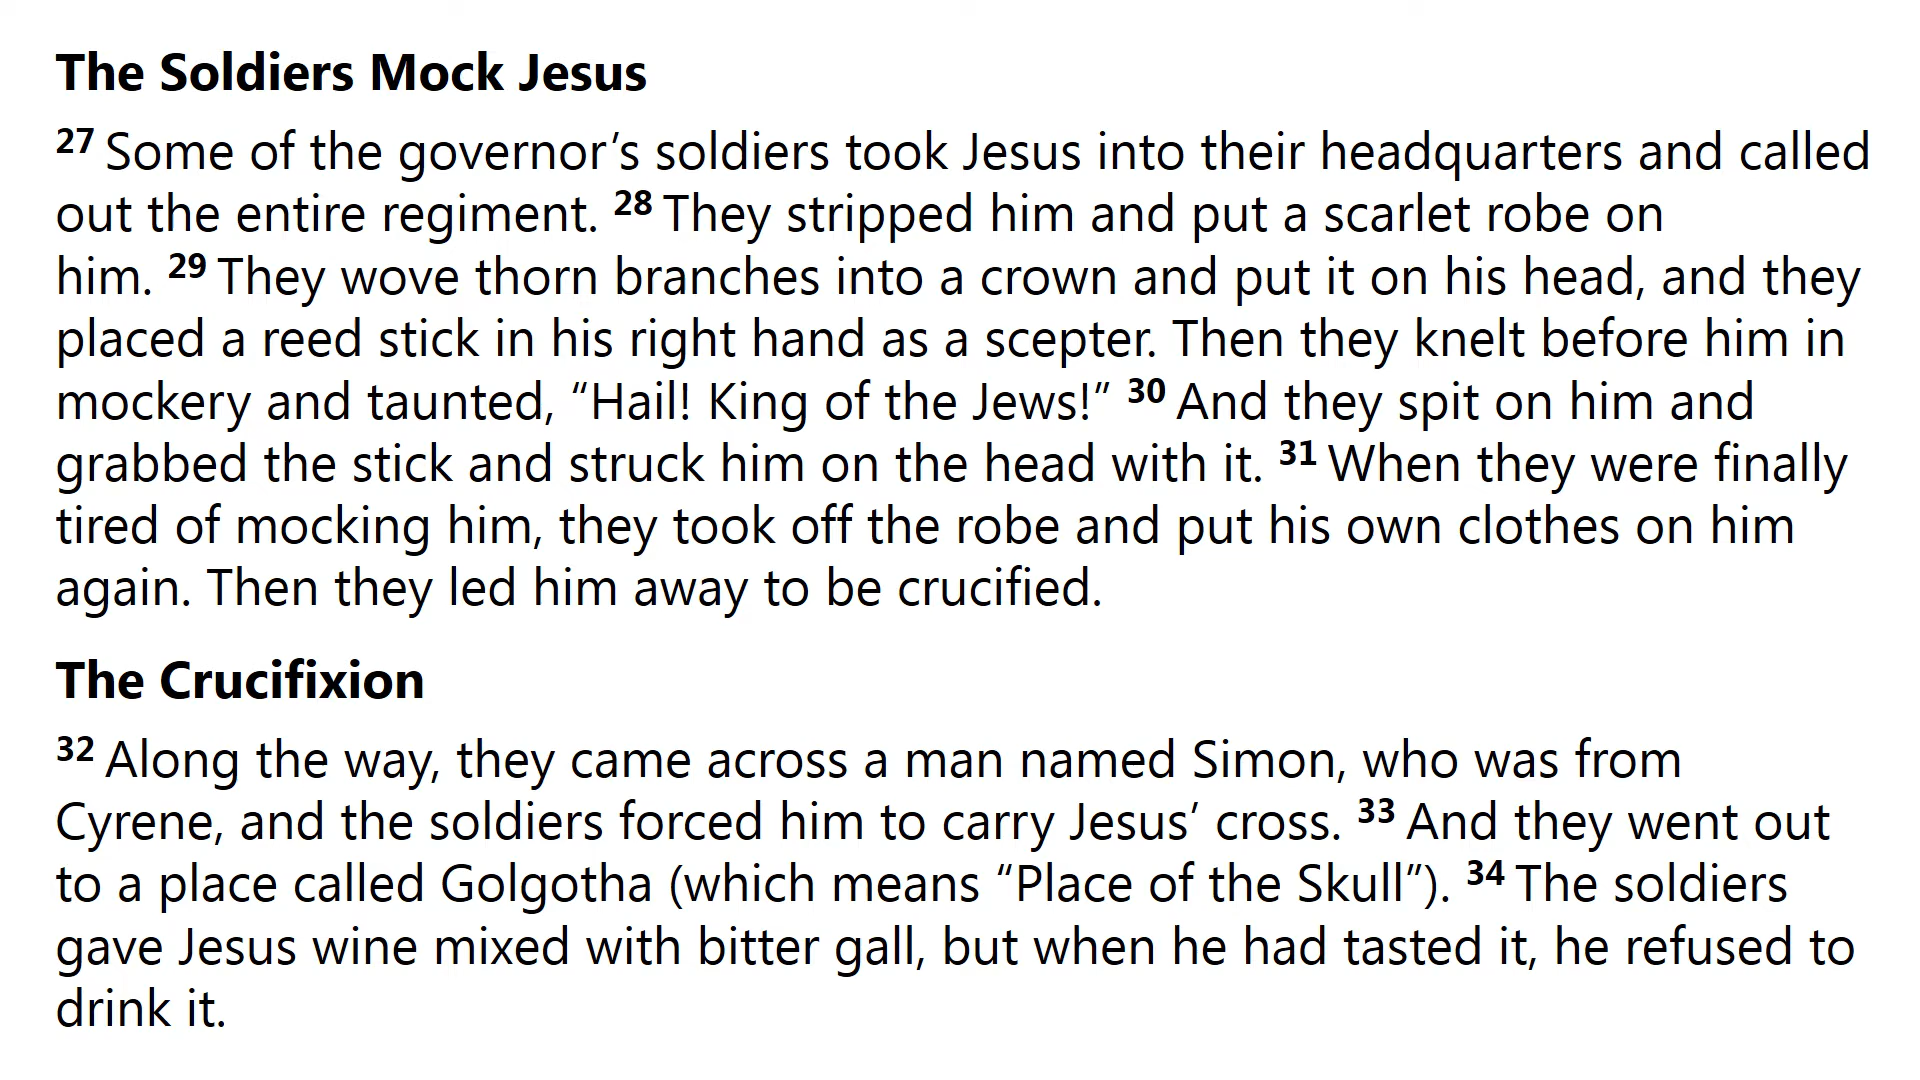 The Soldiers Mock Jesus
27 Some of the governor’s soldiers took Jesus into their headquarters and called
out the entire regiment. 28 They stripped him and put a scarlet robe on
him. 29 They wove thorn branches into a crown and put it on his head, and they
placed a reed stick in his right hand as a scepter. Then they knelt before him in
mockery and taunted, “Hail! King of the Jews!” 30 And they spit on him and
grabbed the stick and struck him on the head with it. 31 When they were finally
tired of mocking him, they took off the robe and put his own clothes on him
again. Then they led him away to be crucified.
The Crucifixion
32 Along the way, they came across a man named Simon, who was from
Cyrene, and the soldiers forced him to carry Jesus’ cross. 33 And they went out
to a place called Golgotha (which means “Place of the Skull”). 34 The soldiers
gave Jesus wine mixed with bitter gall, but when he had tasted it, he refused to
drink it.